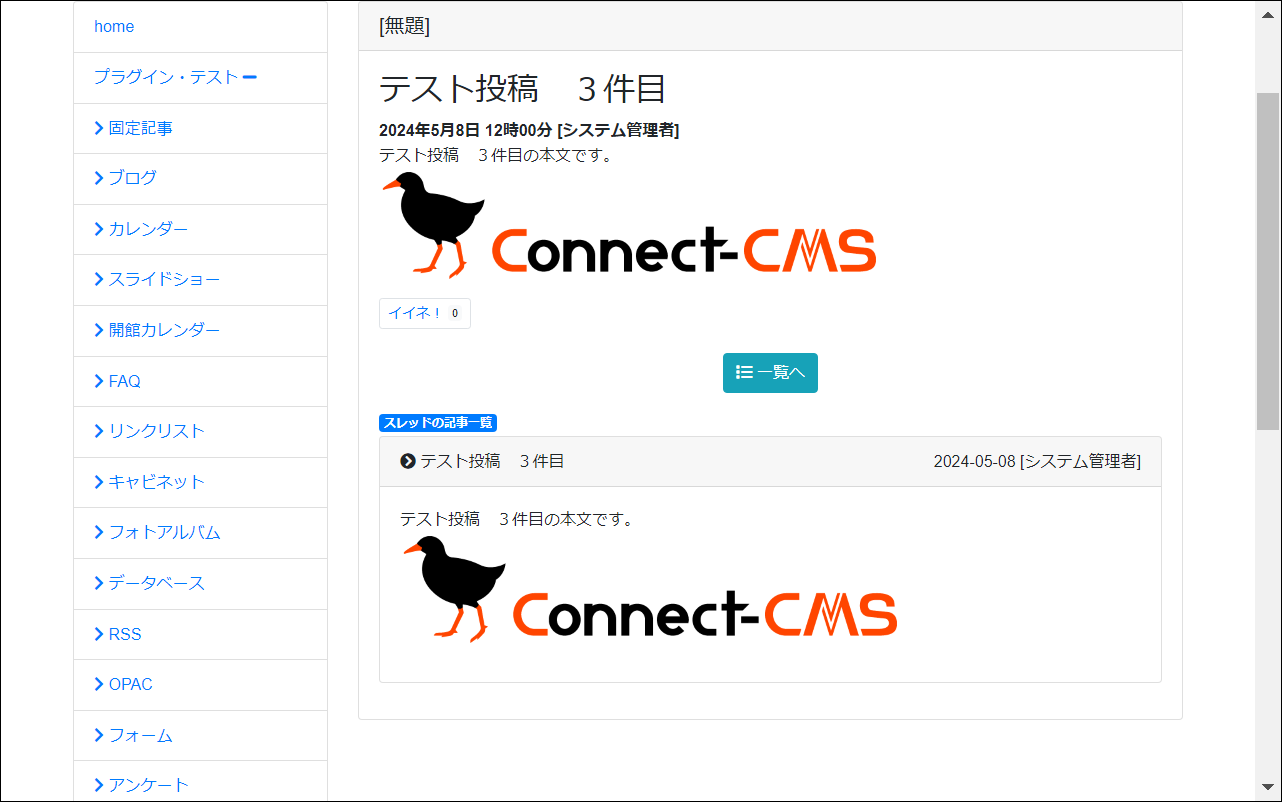 home
プラグイン・テスト
固定記事
ブログ
カレンダー
スライドショー
開館カレンダー
FAQ
リンクリスト
キャビネット
フォトアルバム
データベース
RSS
OPAC
フォーム
アンケート
[無題]
テスト投稿　３件目
2024年5月8日 12時00分 [システム管理者]
テスト投稿　３件目の本文です。
Connect-CMS
イイネ！ 0
一覧へ
スレッドの記事一覧
テスト投稿　３件目 2024-05-08 [システム管理者]
テスト投稿　３件目の本文です。
Connect-CMS